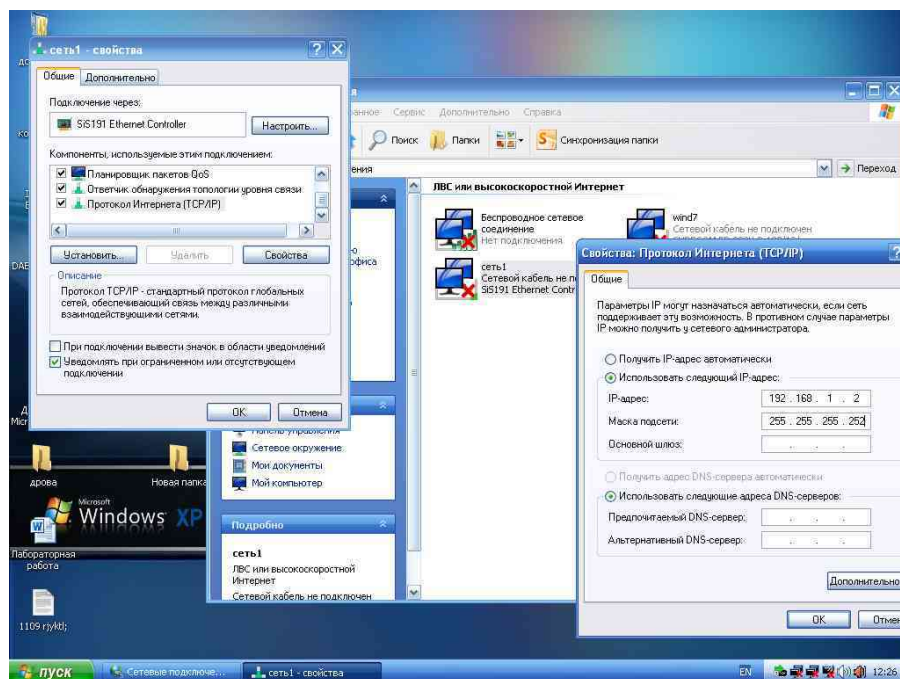 сеть1 - свойства
Общие
Дополнительно
Подключение через:
SiS191 Ethernet Controller
Настроить...
Компоненты, используемые этим подключением:
Планировщик пакетов QoS
Ответчик обнаружения топологии уровня связи
Протокол Интернета (TCP/IP)
Установить...
Удалить
Свойства
Описание
Протокол TCP/IP - стандартный протокол глобальных
сетей, обеспечивающий связь между различными
взаимодействующими сетями.
При подключении вывести значок в области уведомлений
Уведомлять при ограниченном или отсутствующем
подключении
OK
Отмена
Сервис
Дополнительно
Справка
Поиск
Папки
Синхронизация папки
Переход
ЛВС или высокоскоростной Интернет
Беспроводное сетевое
соединение
Нет подключения
wind7
Сетевой кабель не подключен
сеть1
Сетевой кабель не
SiS191 Ethernet Contr
Свойства: Протокол Интернета (TCP/IP)
Общие
Параметры IP могут назначаться автоматически, если сеть
поддерживает эту возможность. В противном случае параметры
IP можно получить у сетевого администратора.
Получить IP-адрес автоматически
Использовать следующий IP-адрес:
IP-адрес:
192 . 168 . 1 . 2
Маска подсети:
255 . 255 . 255 . 252
Основной шлюз:
Получить адрес DNS-сервера автоматически
Использовать следующие адреса DNS-серверов:
Предпочитаемый DNS-сервер:
Альтернативный DNS-сервер:
Дополнительно
OK
Панель управления
Сетевое окружение
Мои документы
Мой компьютер
Подробно
сеть1
ЛВС или высокоскоростной
Интернет
Сетевой кабель не подключен
дрова
Новая папка
Microsoft
Windows XP
Лабораторная
работа
1109 rjyktl;
пуск
Сетевые подключе...
сеть1 - свойства
EN
12:26